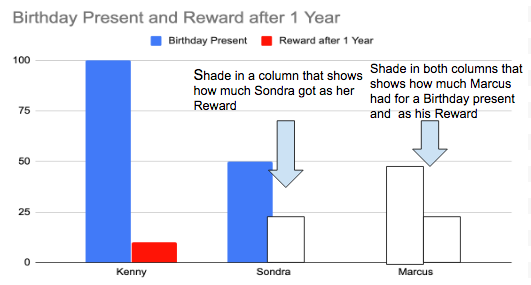 Birthday Present and Reward after 1 Year
Birthday Present
Reward after 1 Year
100
75
50
25
0
Shade in a column that shows
how much Sondra got as her
Reward
Shade in both columns that
shows how much Marcus
had for a Birthday present
and as his Reward
Kenny
Sondra
Marcus